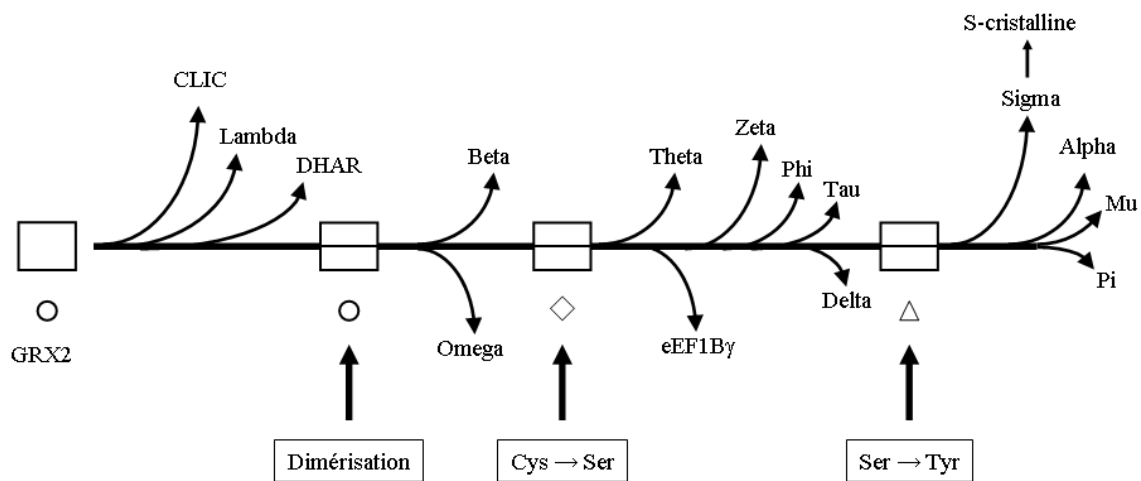 S-cristalline
CLIC
Sigma
Lambda
Zeta
Alpha
DHAR
Beta
Theta
Phi
Tau
Mu
Pi
Delta
GRX2
Omega
eEF1Bγ
Dimérisation
Cys → Ser
Ser → Tyr